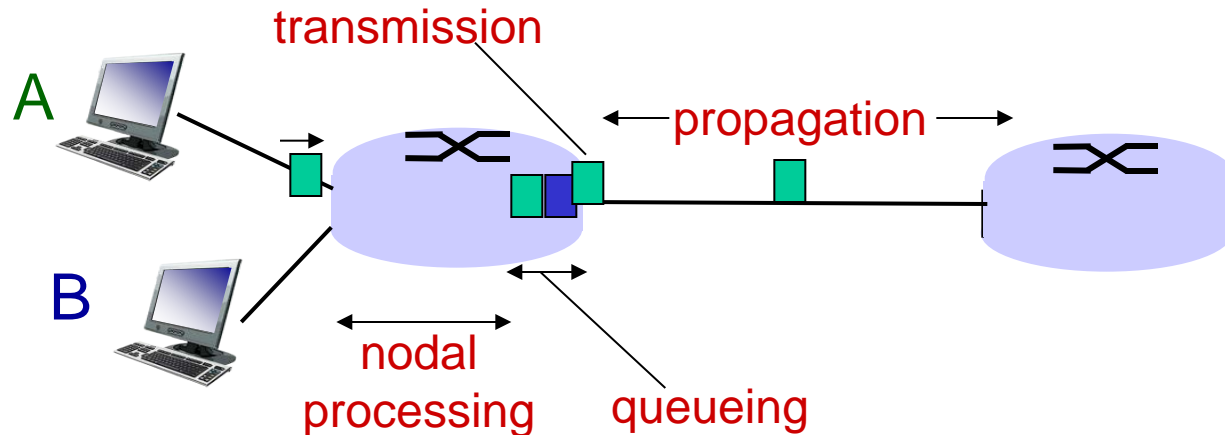 transmission
A
propagation
B
nodal
processing
queueing